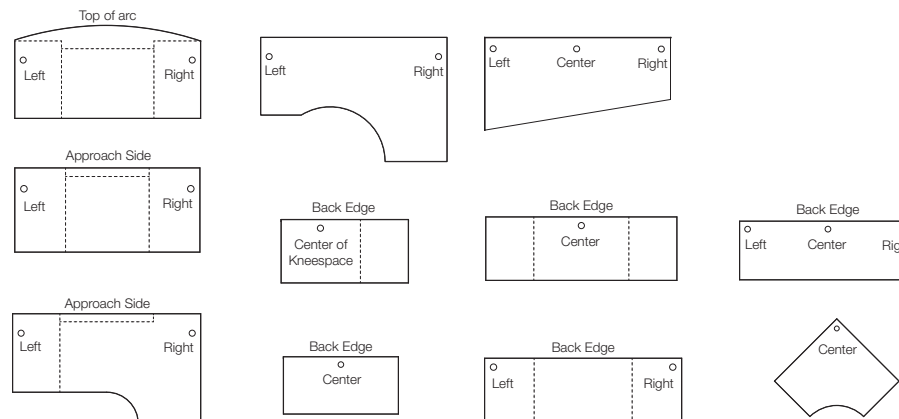 Top of arc
Left
Right
Left
Right
Left
Center
Right
Approach Side
Left
Right
Back Edge
Center of
Kneespace
Back Edge
Center
Back Edge
Left
Center
Approach Side
Left
Right
Back Edge
Center
Back Edge
Left
Right
Center